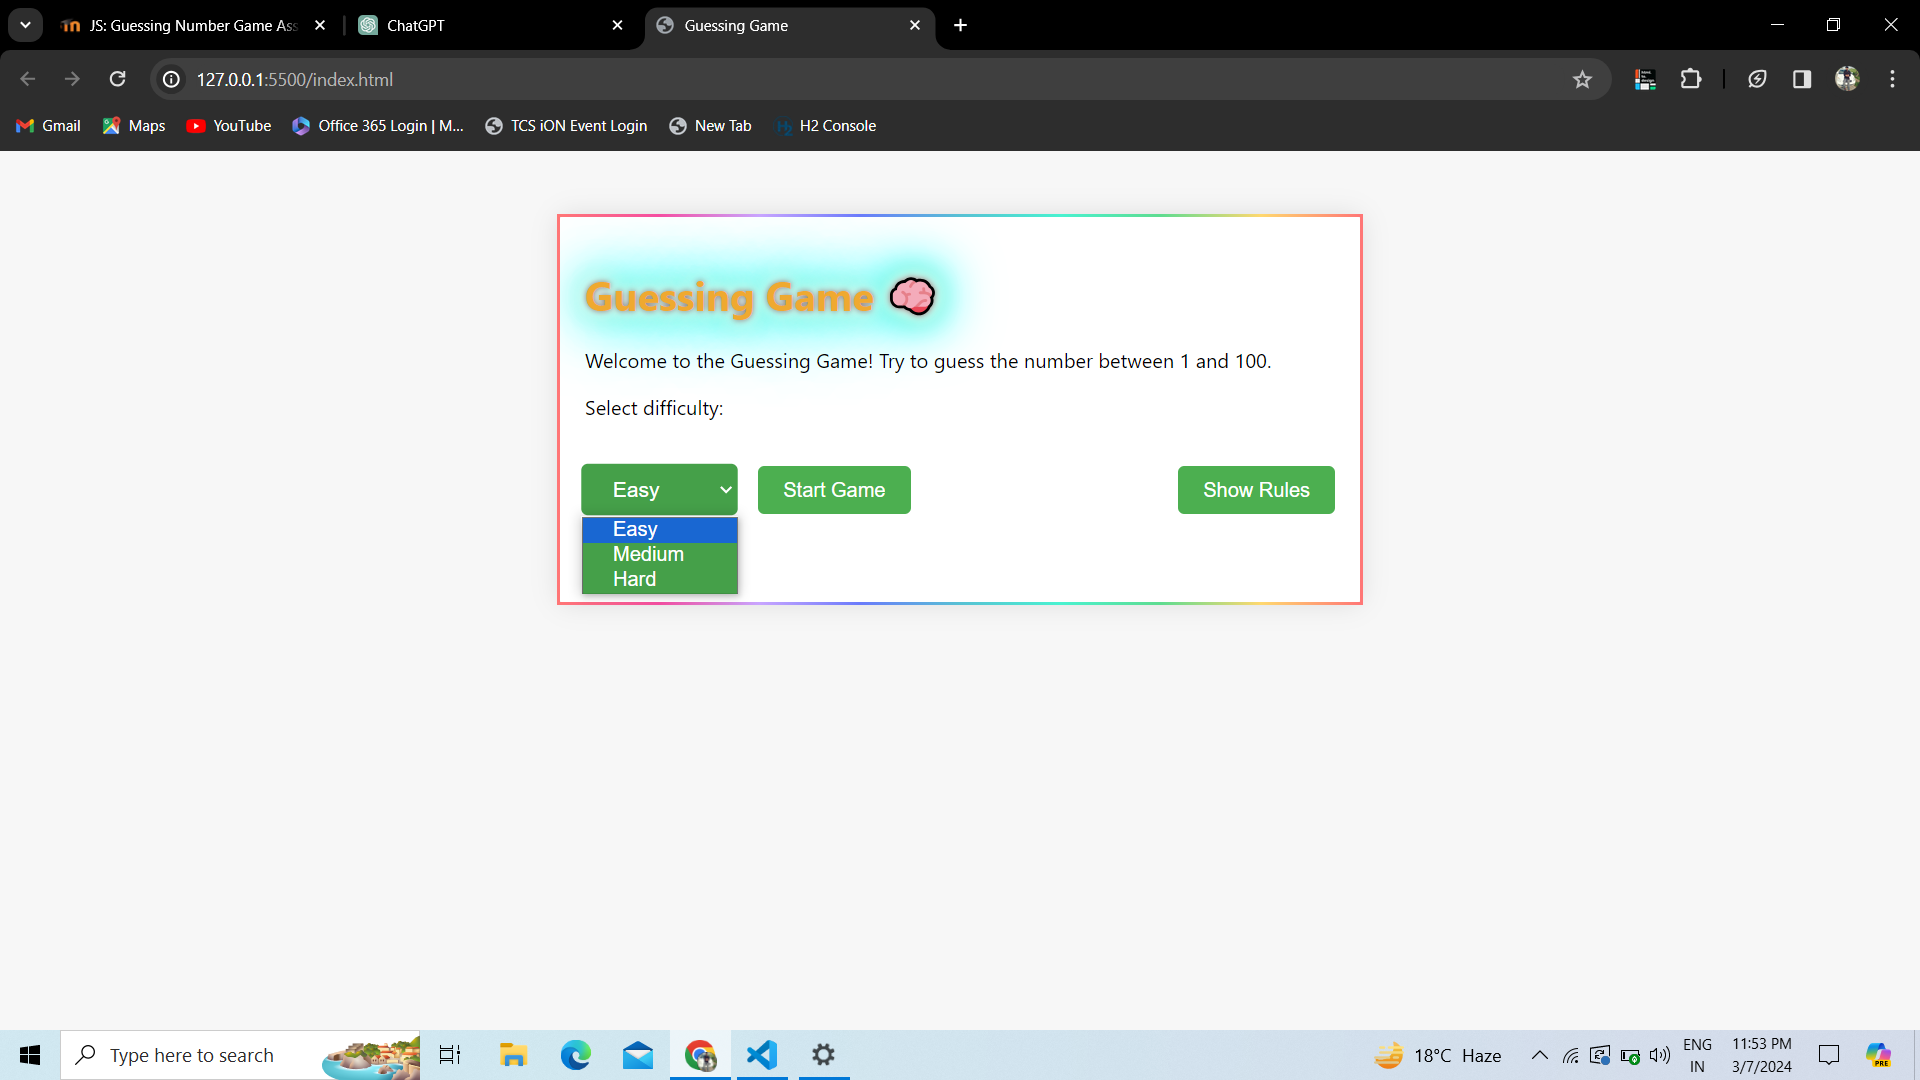 JS: Guessing Number Game Ass
ChatGPT
Guessing Game
127.0.0.1:5500/index.html
Gmail Maps YouTube Office 365 Login | M... TCS iON Event Login New Tab H2 Console
Guessing Game 🧠
Welcome to the Guessing Game! Try to guess the number between 1 and 100.
Select difficulty:
Easy Start Game Show Rules
Easy
Medium
Hard
Type here to search
18°C Haze
ENG
IN
11:53 PM
3/7/2024
PRE